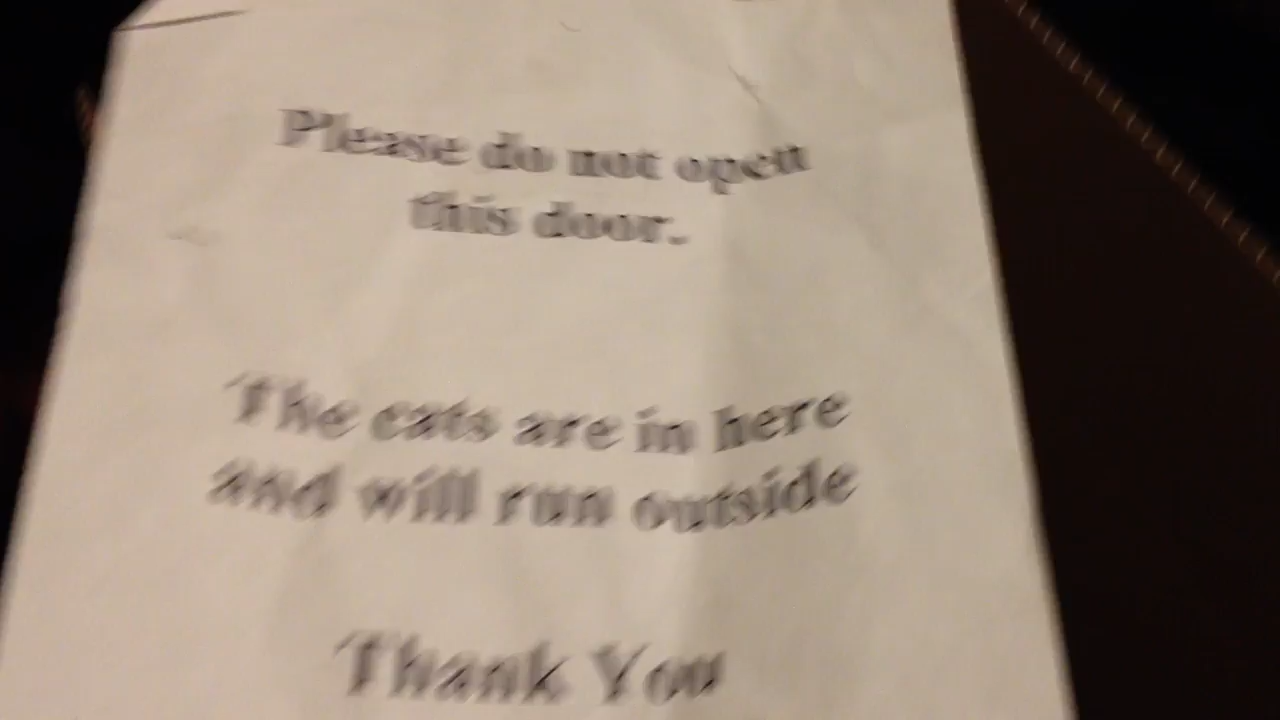 Please do not open
this door.
The cats are in here
and will run outside
Thank You